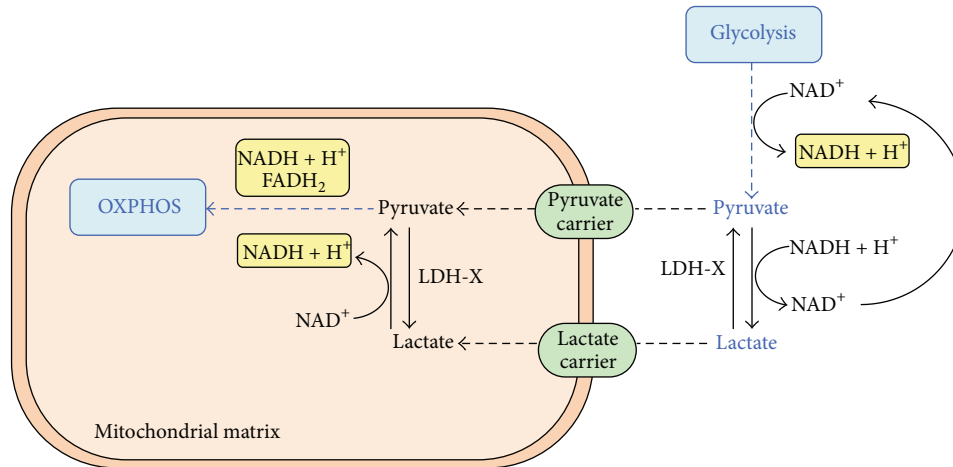 Glycolysis
NAD⁺
NADH + H⁺
NADH + H⁺
FADH₂
OXPHOS
Pyruvate
Pyruvate
carrier
Pyruvate
NADH + H⁺
LDH-X
NAD⁺
LDH-X
NADH + H⁺
NAD⁺
Lactate
Lactate
carrier
Lactate
Mitochondrial matrix